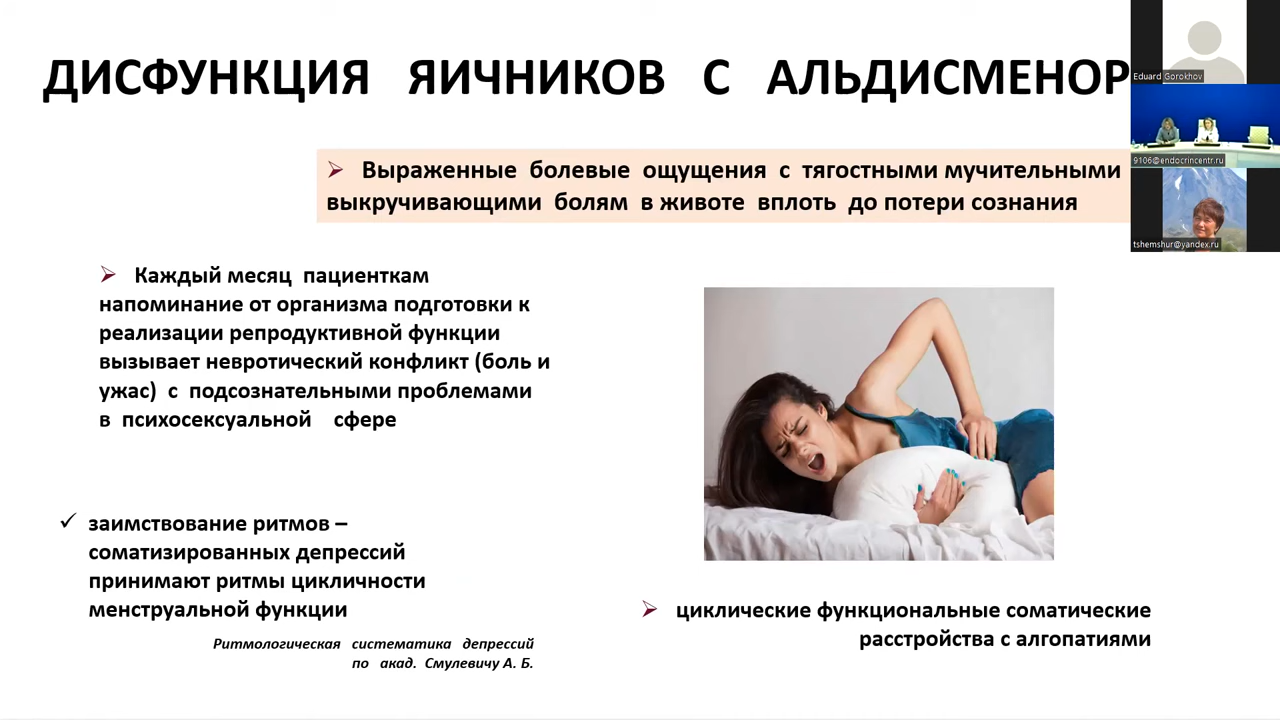 ДИСФУНКЦИЯ ЯИЧНИКОВ С АЛЬДИСМЕНОР
Eduard Gorokhov
9106@endocrincentr.ru
tshemshur@yandex.ru
➢ Выраженные болевые ощущения с тягостными мучительными
выкручивающими болям в животе вплоть до потери сознания
➢ Каждый месяц пациенткам
напоминание от организма подготовки к
реализации репродуктивной функции
вызывает невротический конфликт (боль и
ужас) с подсознательными проблемами
в психосексуальной сфере
✓ заимствование ритмов –
соматизированных депрессий
принимают ритмы цикличности
менструальной функции
Ритмологическая систематика депрессий
по акад. Смулевичу А. Б.
➢ циклические функциональные соматические
расстройства с алгопатиями